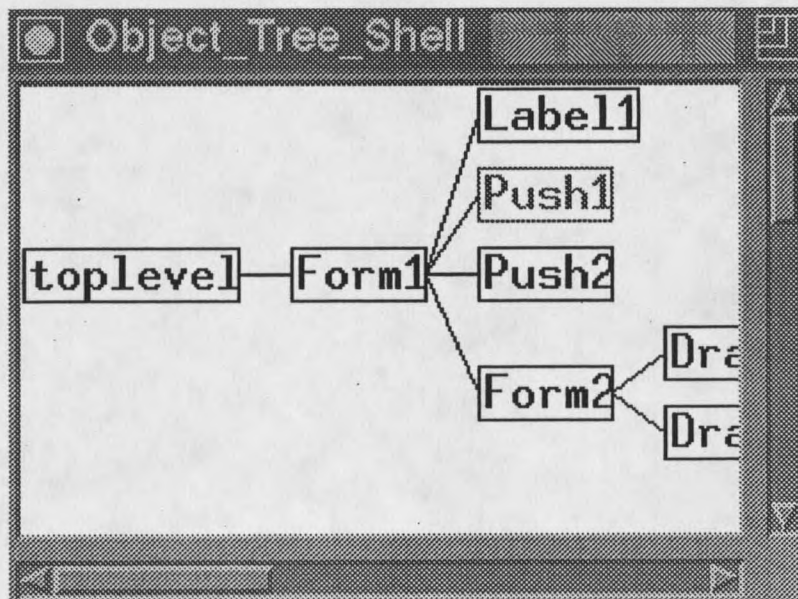 Object_Tree_Shell
Label1
Push1
toplevel
Form1
Push2
Form2
Dra
Dra